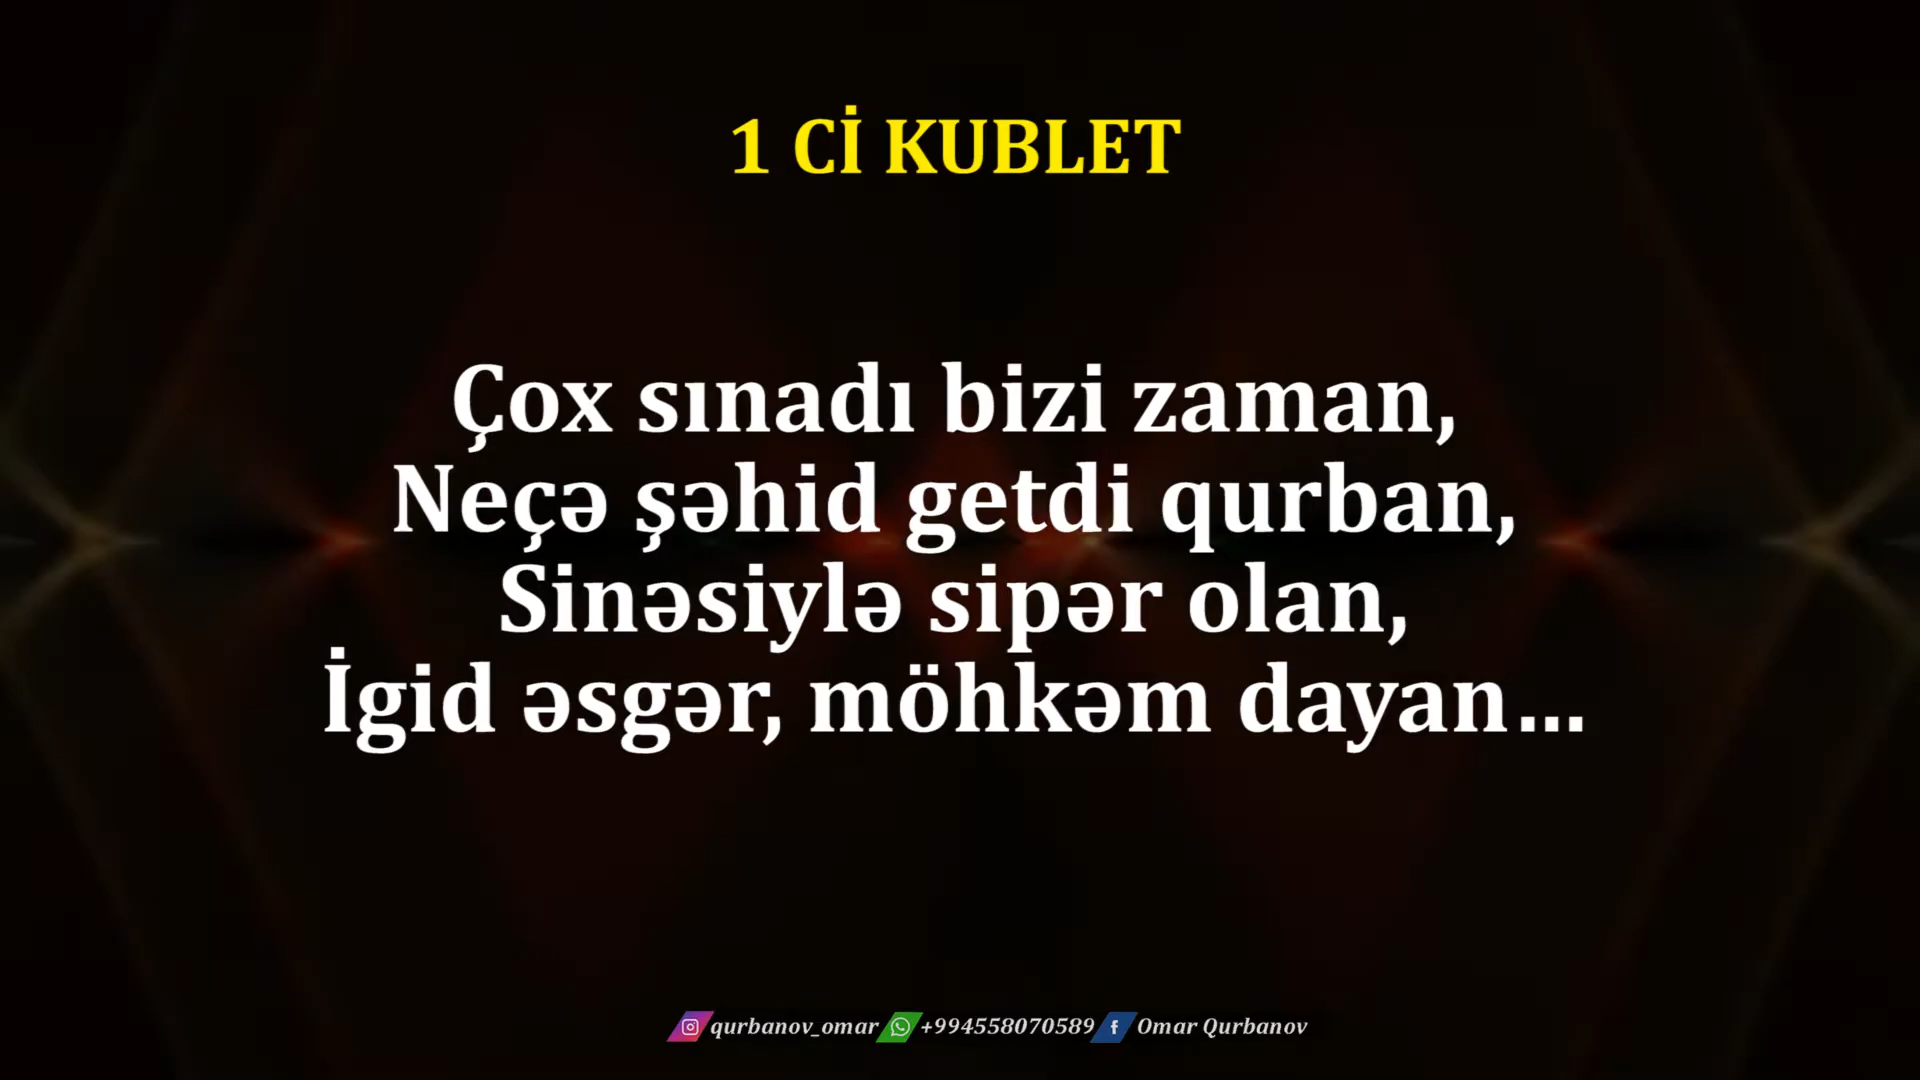 1 Cİ KUBLET
Çox sınadı bizi zaman,
Neçə şəhid getdi qurban,
Sinəsiylə sipər olan,
İgid əsgər, möhkəm dayan...
qurbanov_omar +994558070589 Omar Qurbanov